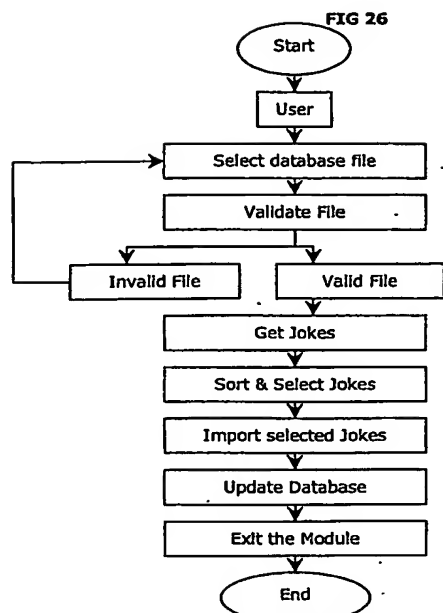 FIG 26
Start
User
Select database file
Validate File
Invalid File
Valid File
Get Jokes
Sort & Select Jokes
Import selected Jokes
Update Database
Exit the Module
End